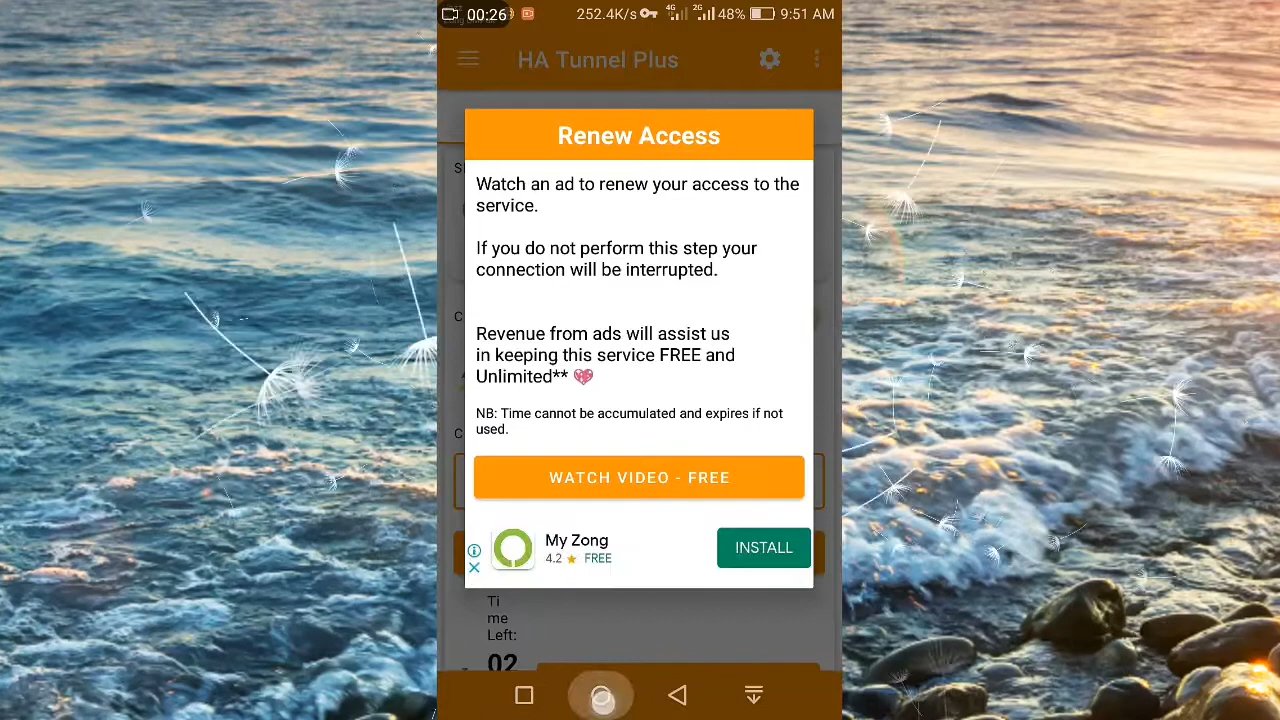 00:26
252.4K/s 4G 2G 48% 9:51 AM
HA Tunnel Plus
Renew Access
Watch an ad to renew your access to the
service.
If you do not perform this step your
connection will be interrupted.
Revenue from ads will assist us
in keeping this service FREE and
Unlimited**
NB: Time cannot be accumulated and expires if not
used.
WATCH VIDEO - FREE
My Zong
4.2 ★ FREE
INSTALL
Ti
me
Left:
02